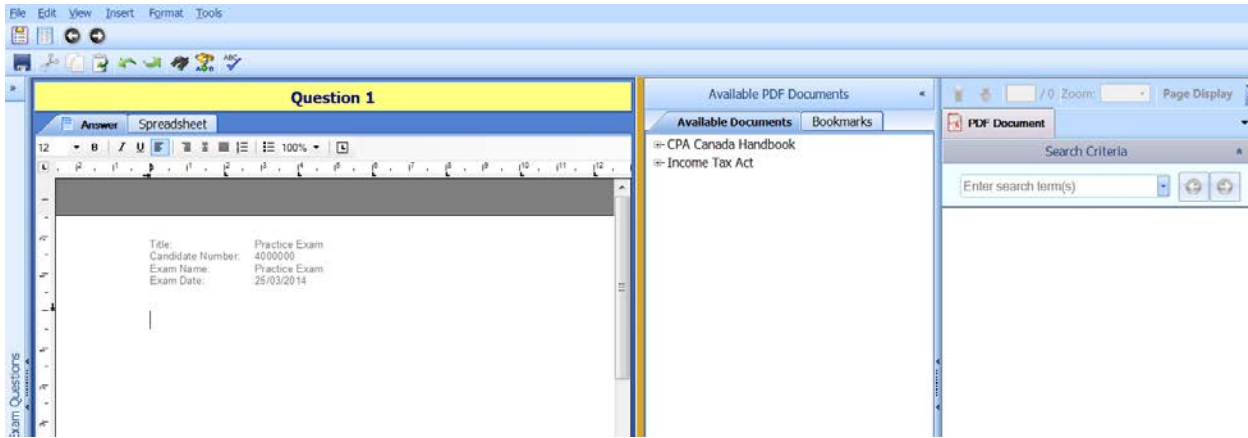 File Edit View Insert Format Tools
Question 1
Available PDF Documents
/ 0 Zoom: Page Display
Answer Spreadsheet
Available Documents Bookmarks
PDF Document
12 B I U 100%
CPA Canada Handbook
Income Tax Act
Search Criteria
Enter search term(s)
Title: Practice Exam
Candidate Number: 4000000
Exam Name: Practice Exam
Exam Date: 25/03/2014
Exam Questions